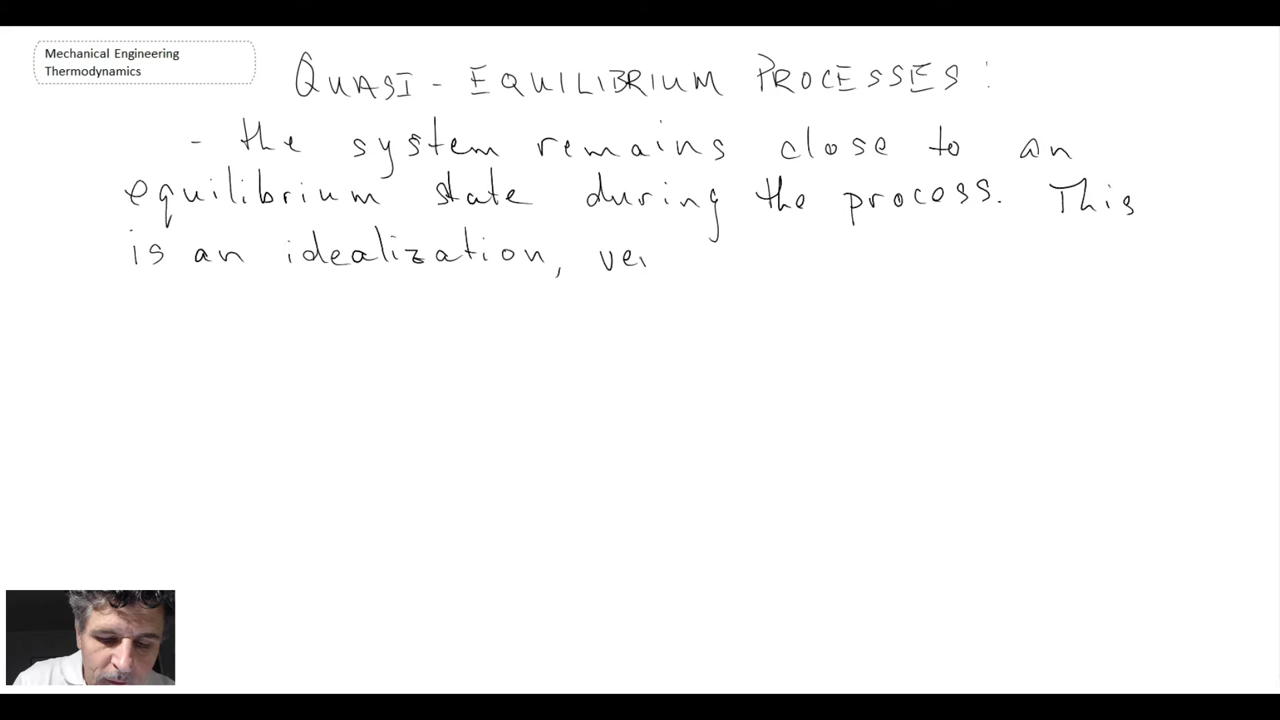 Mechanical Engineering
Thermodynamics
QUASI-EQUILIBRIUM PROCESSES:
- the system remains close to an
equilibrium state during the process. This
is an idealization,